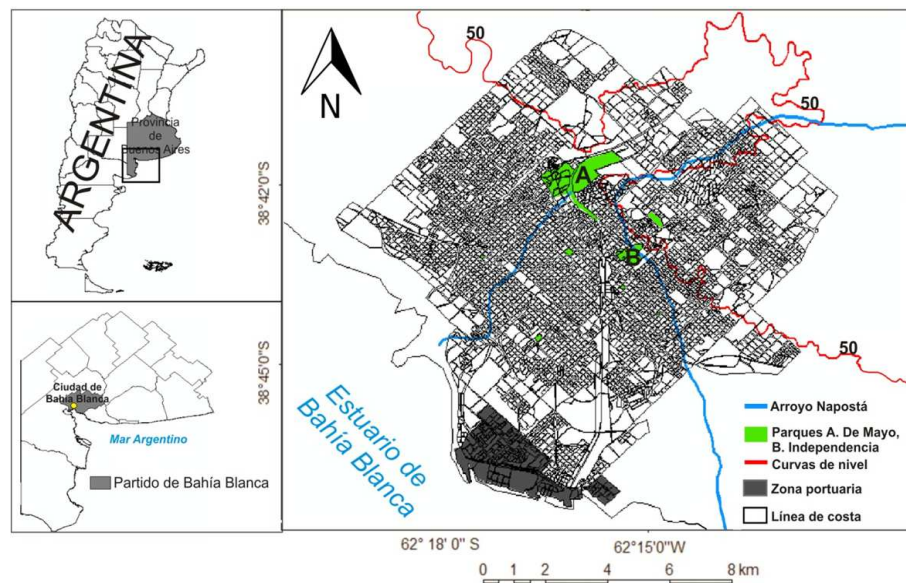 ARGENTINA
Provincia
de
Buenos Aires
Ciudad de
Bahía Blanca
Mar Argentino
Partido de Bahía Blanca
N
50
50
50
A
B
38°42'0"S
38°45'0"S
Estuario de
Bahía Blanca
Arroyo Napostá
Parques A. De Mayo,
B. Independencia
Curvas de nivel
Zona portuaria
Línea de costa
62° 18' 0" S
62°15'0"W
0 1 2 4 6 8 km